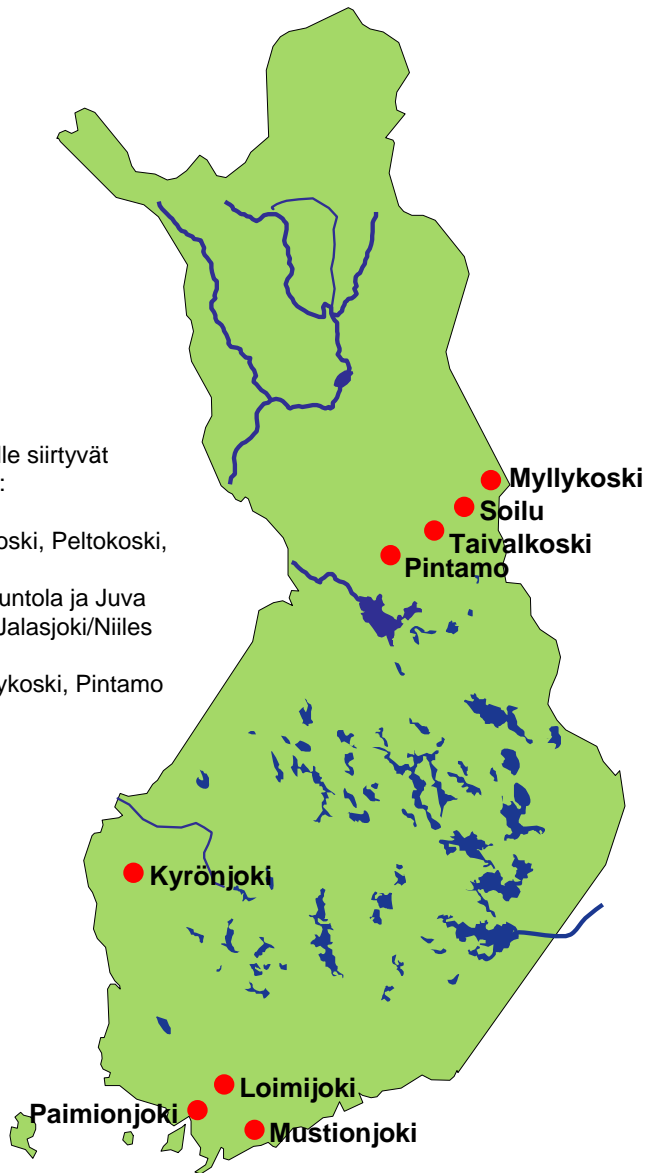 lle siirtyvät
:
oski, Peltokoski,
untola ja Juva
Jalasjoki/Niiles
ykoski, Pintamo
Myllykoski
Soilu
Taivalkoski
Pintamo
Kyrönjoki
Loimijoki
Paimionjoki
Mustionjoki